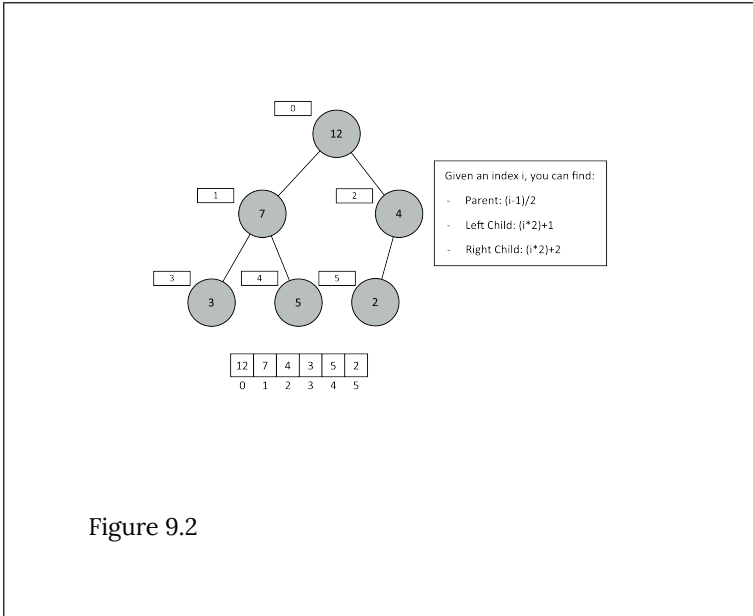 0
12
1
2
7
4
Given an index i, you can find:
- Parent: (i-1)/2
- Left Child: (i*2)+1
- Right Child: (i*2)+2
3
4
5
3
5
2
12 7 4 3 5 2
0 1 2 3 4 5
Figure 9.2